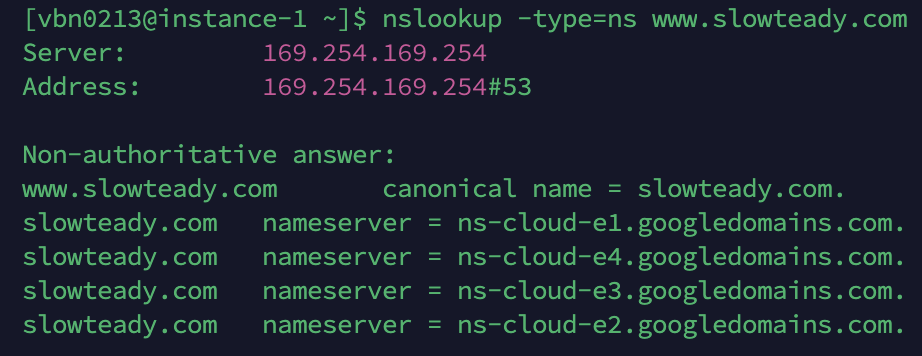 [vbn0213@instance-1 ~]$ nslookup -type=ns www.slowteady.com
Server: 169.254.169.254
Address: 169.254.169.254#53
Non-authoritative answer:
www.slowteady.com canonical name = slowteady.com.
slowteady.com nameserver = ns-cloud-e1.googledomains.com.
slowteady.com nameserver = ns-cloud-e4.googledomains.com.
slowteady.com nameserver = ns-cloud-e3.googledomains.com.
slowteady.com nameserver = ns-cloud-e2.googledomains.com.